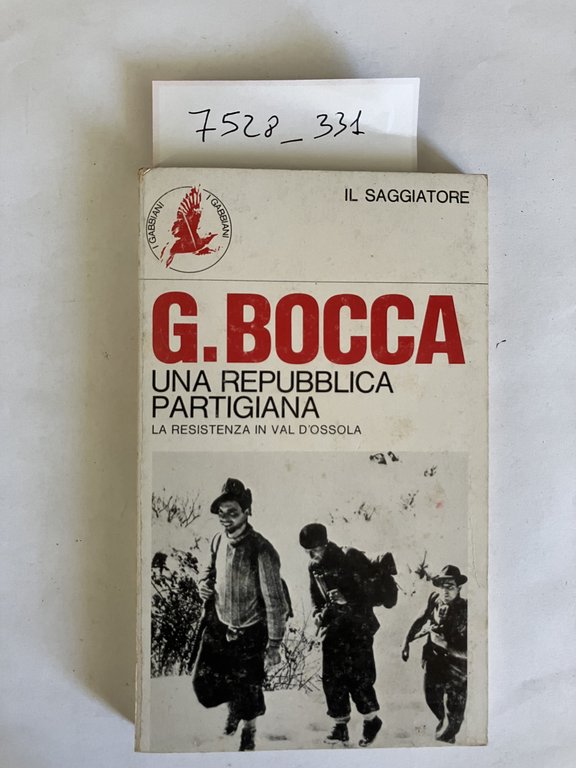 7528_331
I GABBIANI I GABBIANI
IL SAGGIATORE
G.BOCCA
UNA REPUBBLICA
PARTIGIANA
LA RESISTENZA IN VAL D'OSSOLA